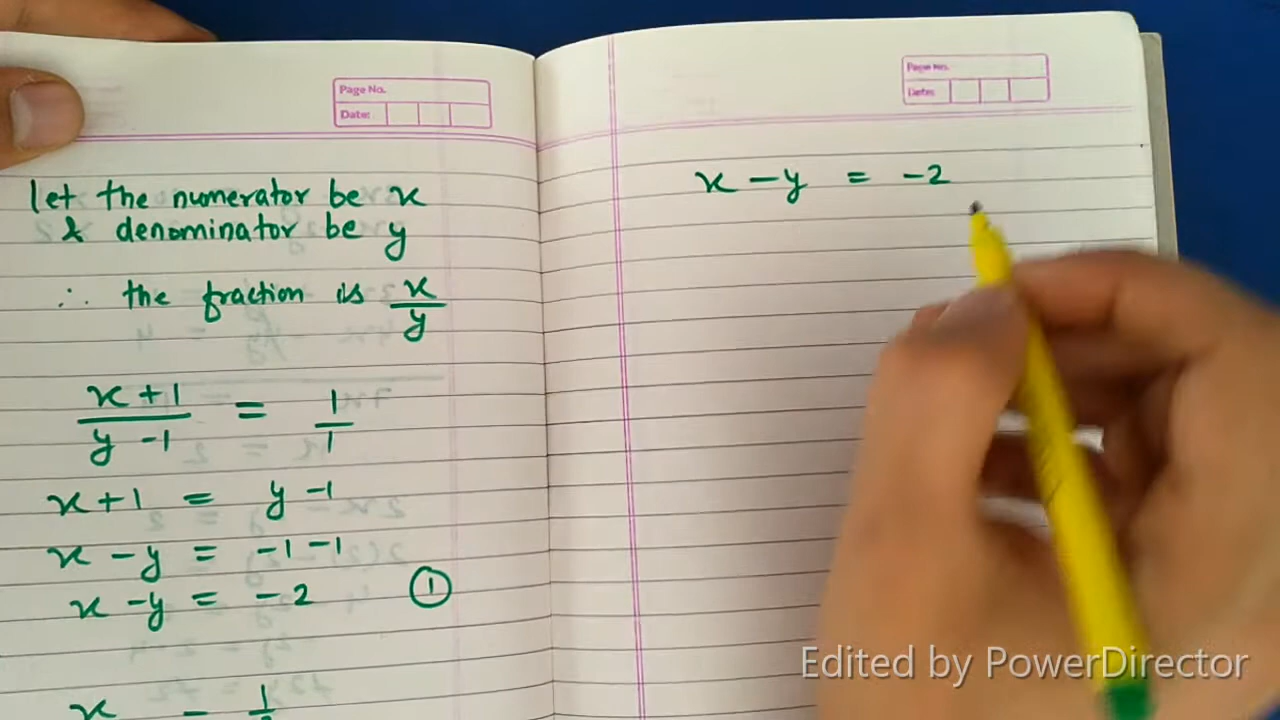 Page No.
Date:
let the numerator be x
& denominator be y
∴ the fraction is x/y
x+1/y-1 = 1/1
x+1 = y-1
x-y = -1-1
x-y = -2 ①
Page No.
Date:
x-y = -2
Edited by PowerDirector